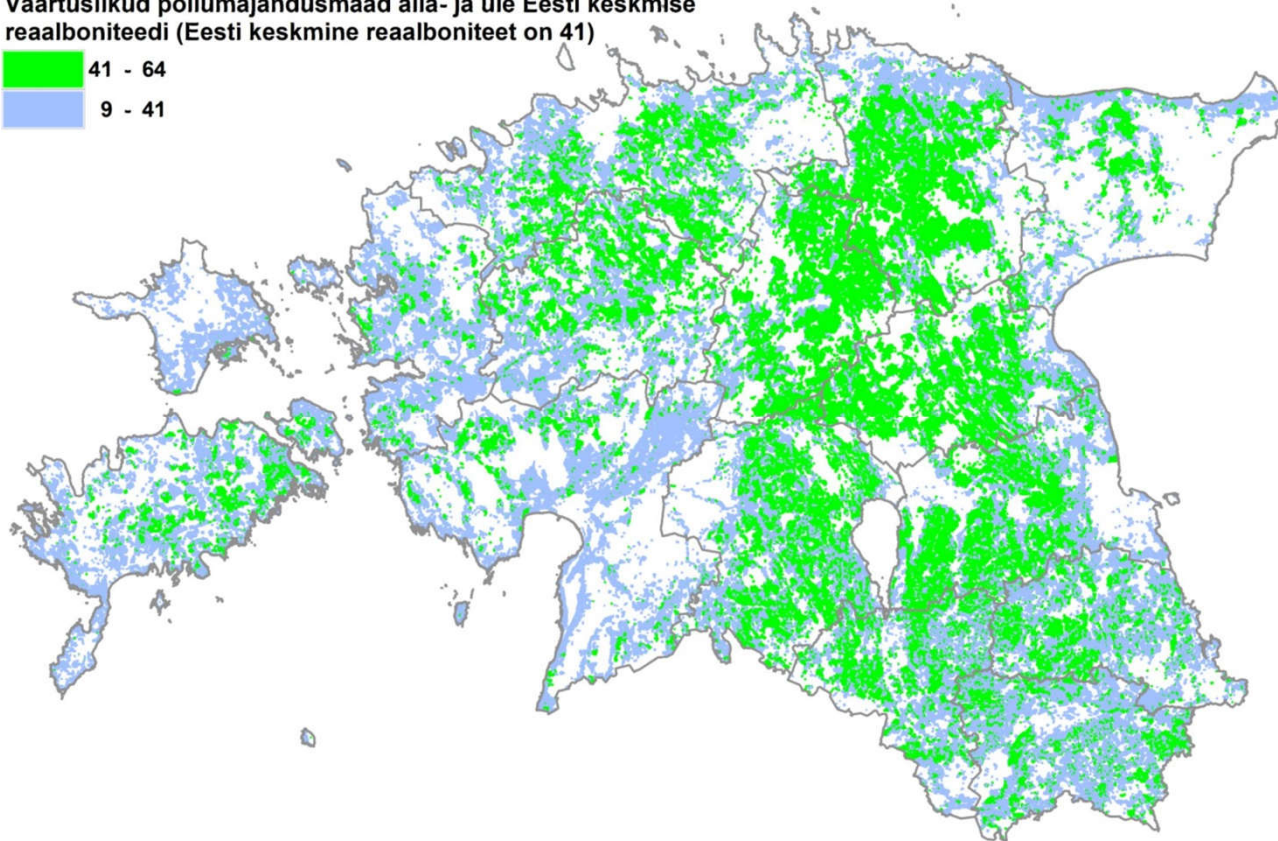 Väärtuslikud põllumajandusmaad alla- ja üle Eesti keskmise
reaalboniteedi (Eesti keskmine reaalboniteet on 41)
41 - 64
9 - 41